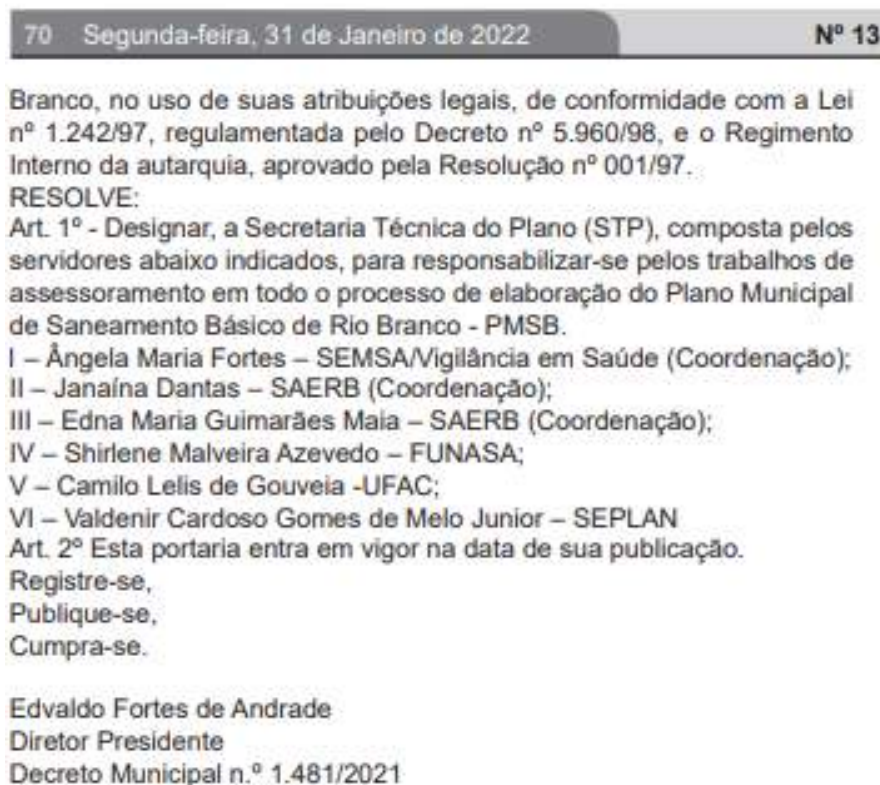 70 Segunda-feira, 31 de Janeiro de 2022 Nº 13
Branco, no uso de suas atribuições legais, de conformidade com a Lei
nº 1.242/97, regulamentada pelo Decreto nº 5.960/98, e o Regimento
Interno da autarquia, aprovado pela Resolução nº 001/97.
RESOLVE:
Art. 1º - Designar, a Secretaria Técnica do Plano (STP), composta pelos
servidores abaixo indicados, para responsabilizar-se pelos trabalhos de
assessoramento em todo o processo de elaboração do Plano Municipal
de Saneamento Básico de Rio Branco - PMSB.
I – Ângela Maria Fortes – SEMSA/Vigilância em Saúde (Coordenação);
II – Janaína Dantas – SAERB (Coordenação);
III – Edna Maria Guimarães Maia – SAERB (Coordenação);
IV – Shirlene Malveira Azevedo – FUNASA;
V – Camilo Lelis de Gouveia -UFAC;
VI – Valdenir Cardoso Gomes de Melo Junior – SEPLAN
Art. 2º Esta portaria entra em vigor na data de sua publicação.
Registre-se,
Publique-se,
Cumpra-se.
Edvaldo Fortes de Andrade
Diretor Presidente
Decreto Municipal n.º 1.481/2021